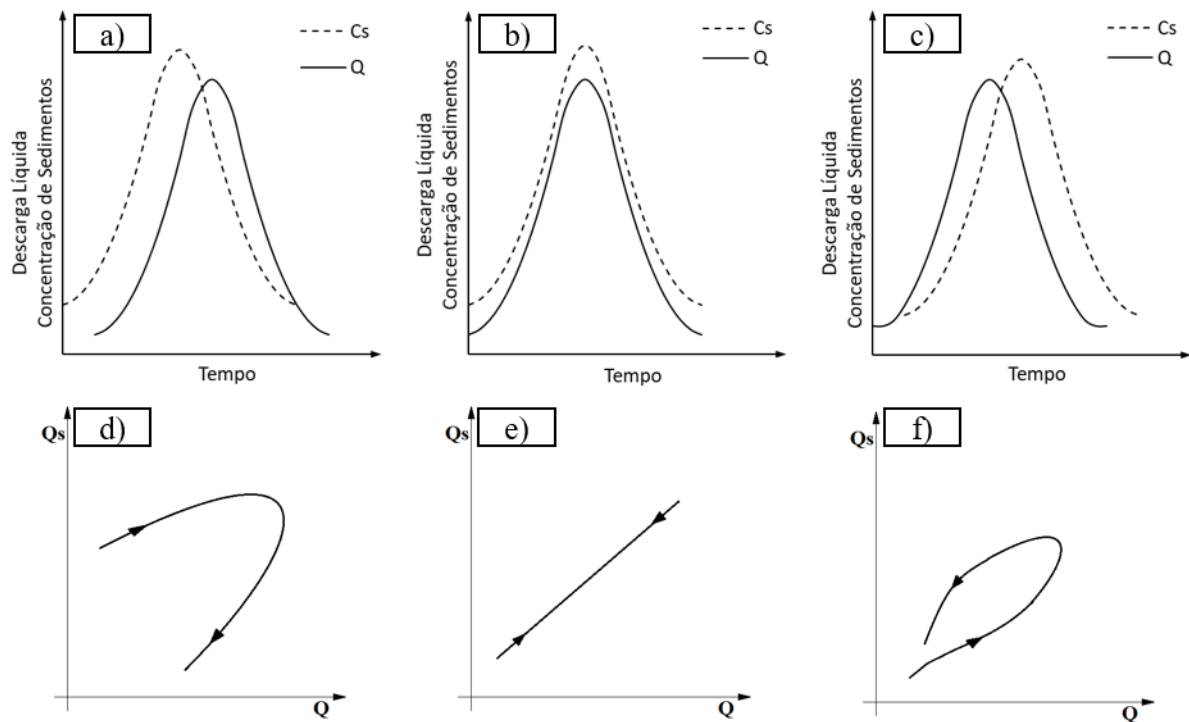 a)
Cs
Q
Descarga Líquida
Concentração de Sedimentos
Tempo
b)
Cs
Q
Descarga Líquida
Concentração de Sedimentos
Tempo
c)
Cs
Q
Descarga Líquida
Concentração de Sedimentos
Tempo
d)
Qs
Q
e)
Q
f)
Qs
Q